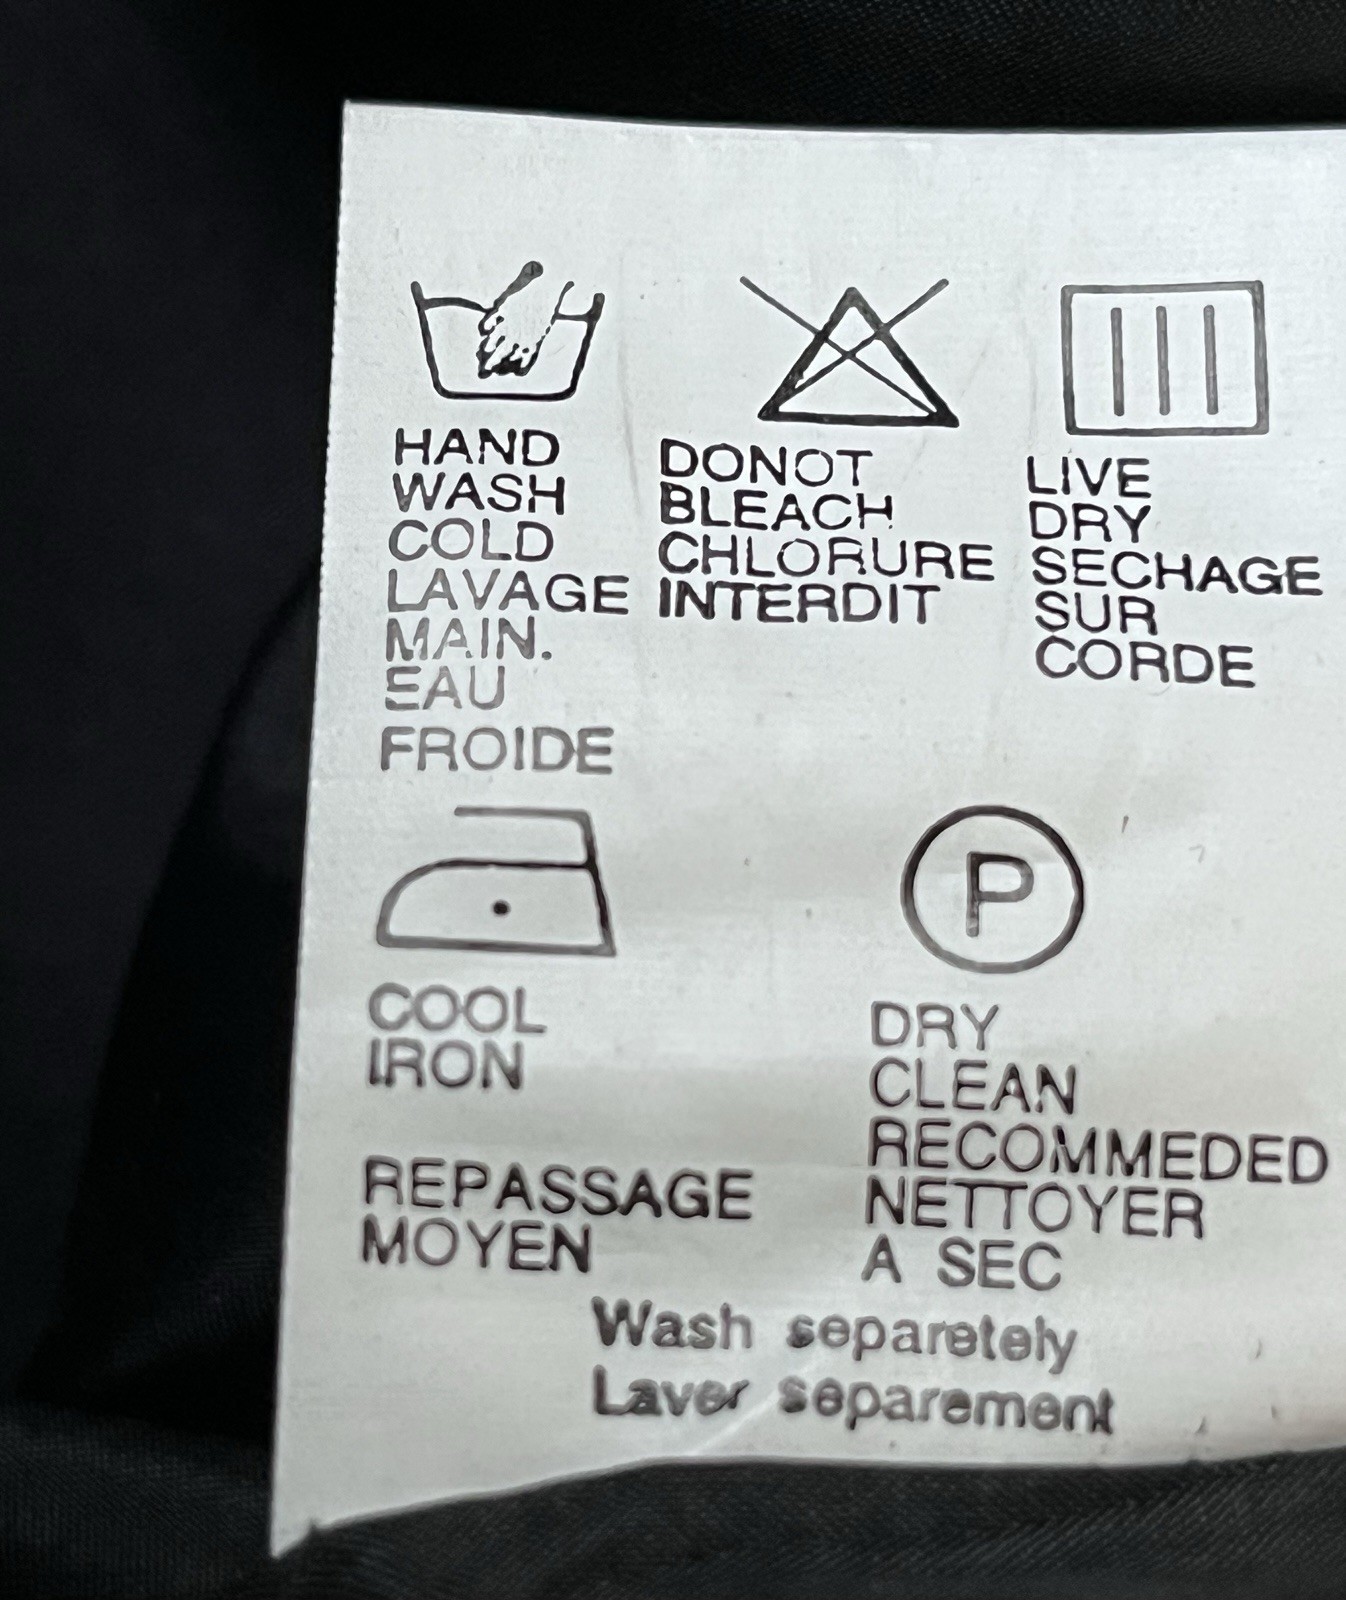 HAND
WASH
COLD
LAVAGE
MAIN.
EAU
FROIDE
DONOT
BLEACH
CHLORURE
INTERDIT
LIVE
DRY
SECHAGE
SUR
CORDE
COOL
IRON
REPASSAGE
MOYEN
P
DRY
CLEAN
RECOMMEDED
NETTOYER
A SEC
Wash separetely
Laver separement